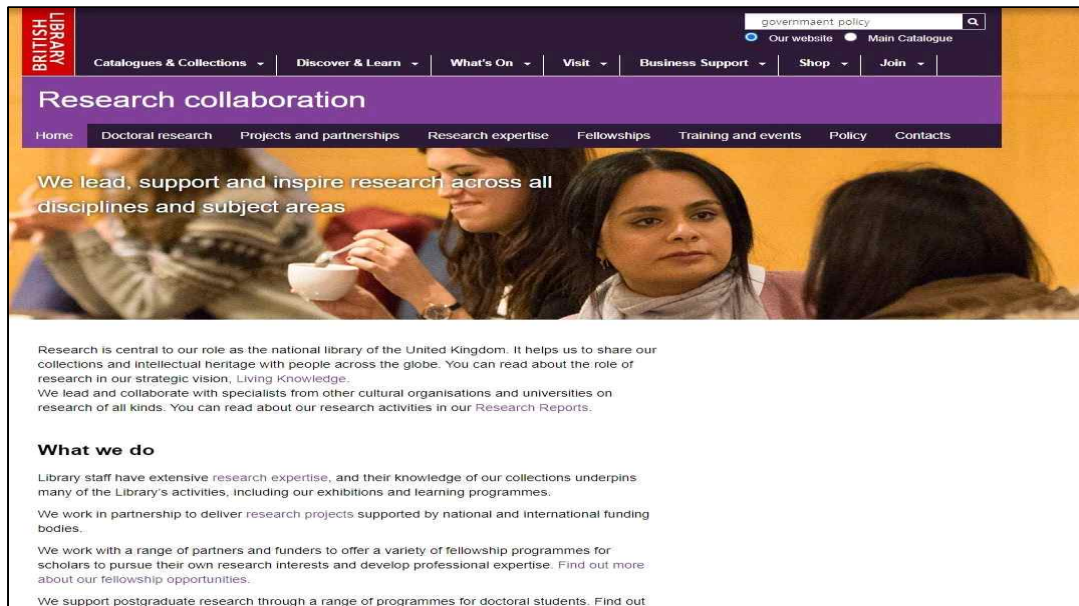 BRITISH
LIBRARY
governmaent policy
Our website Main Catalogue
Catalogues & Collections Discover & Learn What's On Visit Business Support Shop Join
Research collaboration
Home Doctoral research Projects and partnerships Research expertise Fellowships Training and events Policy Contacts
We lead, support and inspire research across all
disciplines and subject areas
Research is central to our role as the national library of the United Kingdom. It helps us to share our
collections and intellectual heritage with people across the globe. You can read about the role of
research in our strategic vision, Living Knowledge.
We lead and collaborate with specialists from other cultural organisations and universities on
research of all kinds. You can read about our research activities in our Research Reports.
What we do
Library staff have extensive research expertise, and their knowledge of our collections underpins
many of the Library's activities, including our exhibitions and learning programmes.
We work in partnership to deliver research projects supported by national and international funding
bodies.
We work with a range of partners and funders to offer a variety of fellowship programmes for
scholars to pursue their own research interests and develop professional expertise. Find out more
about our fellowship opportunities.
We support postgraduate research through a range of programmes for doctoral students. Find out